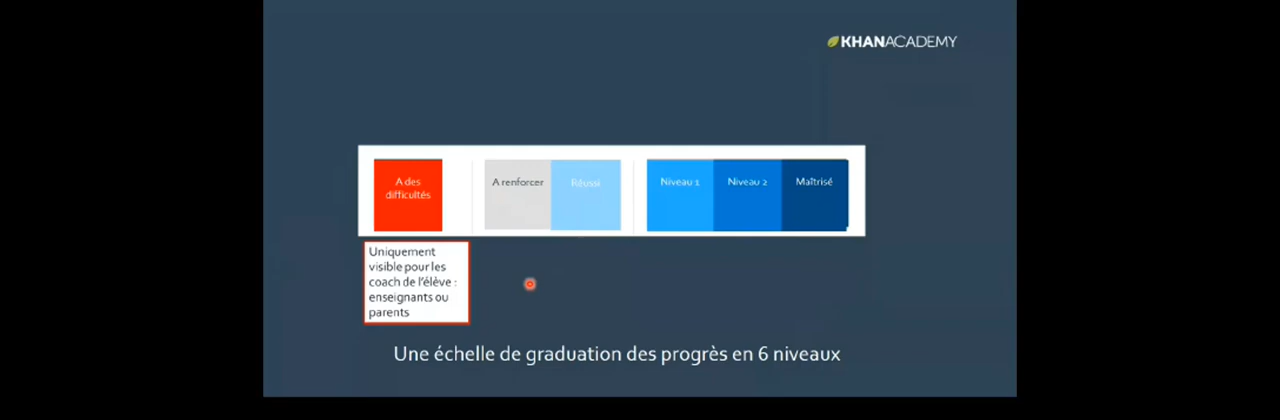 KHANACADEMY
A des
difficultés
A renforcer
Réussi
Niveau 1
Niveau 2
Maîtrisé
Uniquement
visible pour les
coach de l'élève :
enseignants ou
parents
Une échelle de graduation des progrès en 6 niveaux